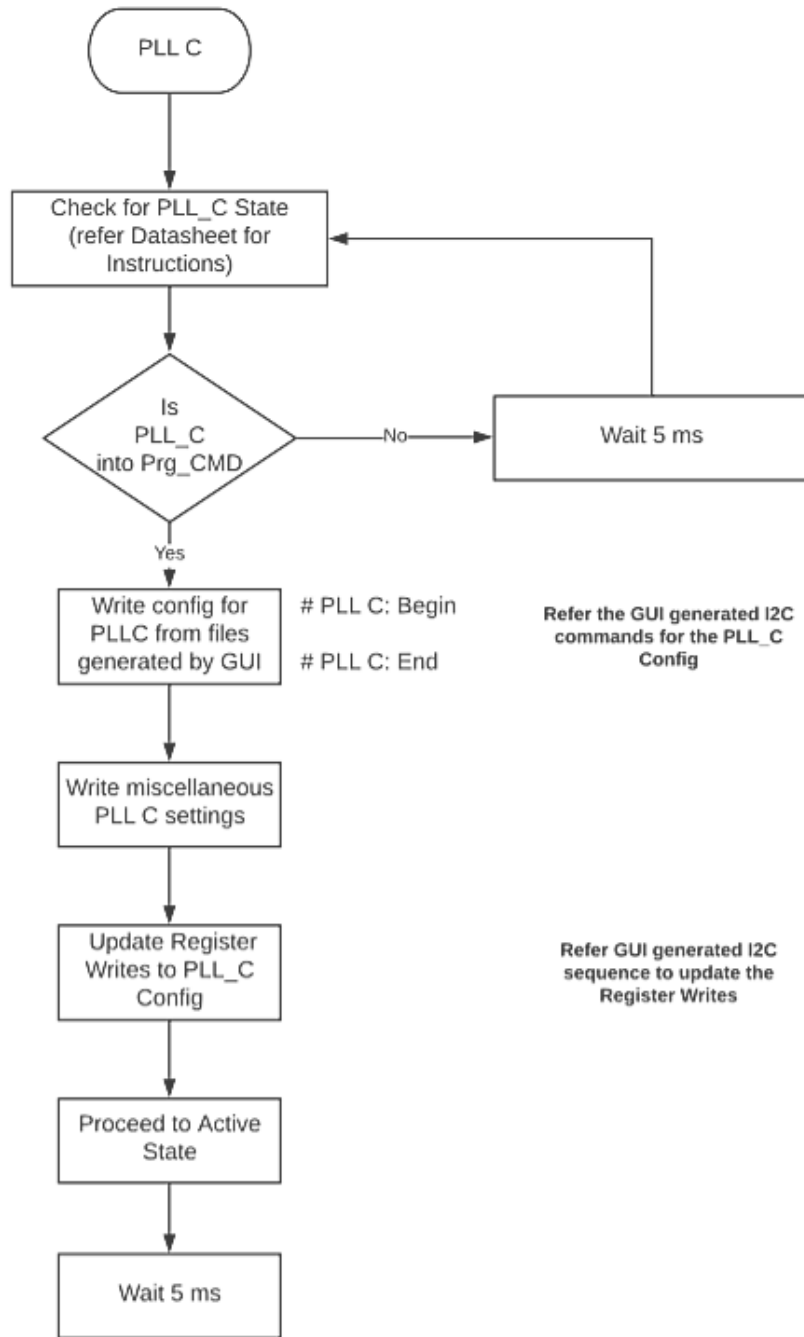 PLL C
Check for PLL_C State
(refer Datasheet for
Instructions)
Is
PLL_C
into Prg_CMD
No
Wait 5 ms
Yes
Write config for
PLLC from files
generated by GUI
# PLL C: Begin
# PLL C: End
Refer the GUI generated I2C
commands for the PLL_C
Config
Write miscellaneous
PLL C settings
Update Register
Writes to PLL_C
Config
Refer GUI generated I2C
sequence to update the
Register Writes
Proceed to Active
State
Wait 5 ms